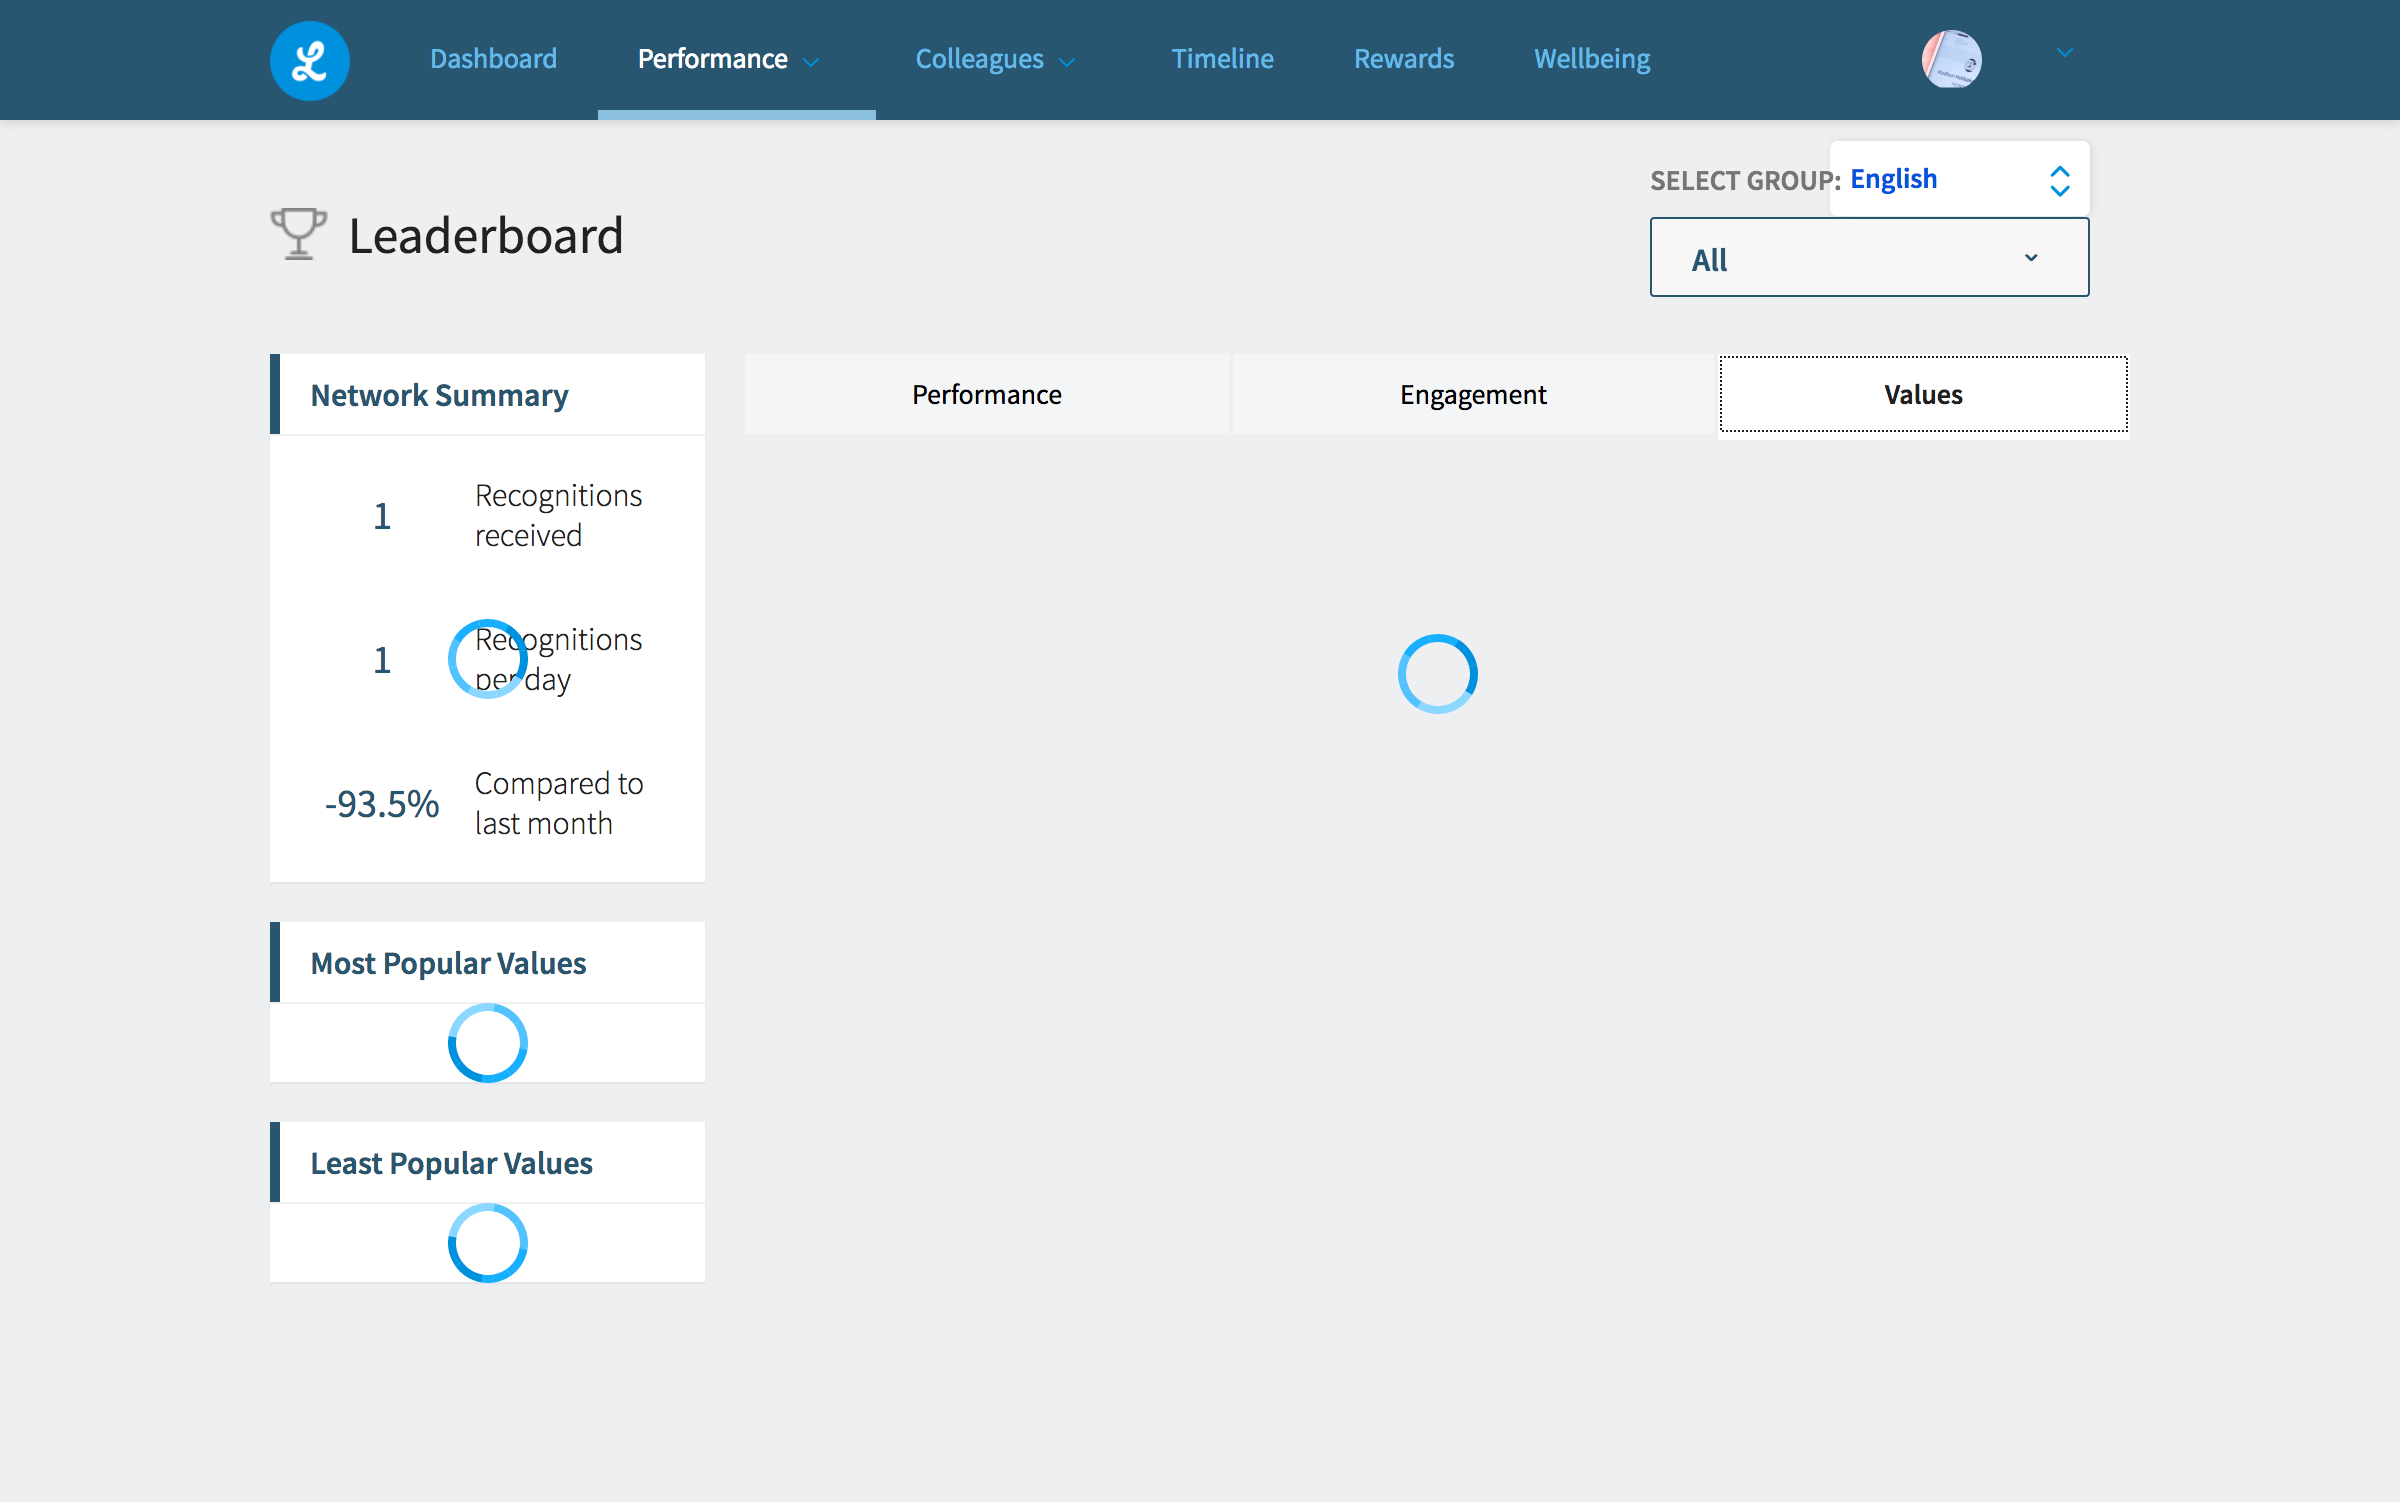 Dashboard
Performance
Colleagues
Timeline
Rewards
Wellbeing
SELECT GROUP:
English
All
Leaderboard
Network Summary
1
Recognitions
received
1
Recognitions
per day
-93.5%
Compared to
last month
Most Popular Values
Least Popular Values
Performance
Engagement
Values